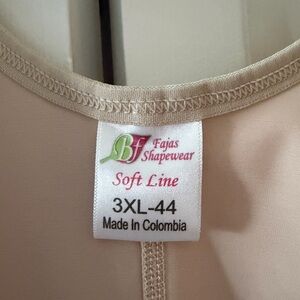 BF Fajas
Shapewear
Soft Line
3XL-44
Made In Colombia